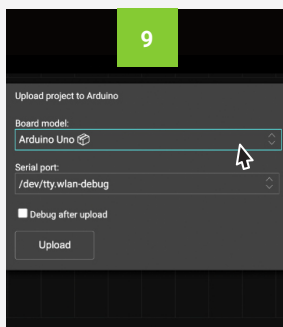 9
Upload project to Arduino
Board model:
Arduino Uno
Serial port:
/dev/tty.wlan-debug
Debug after upload
Upload